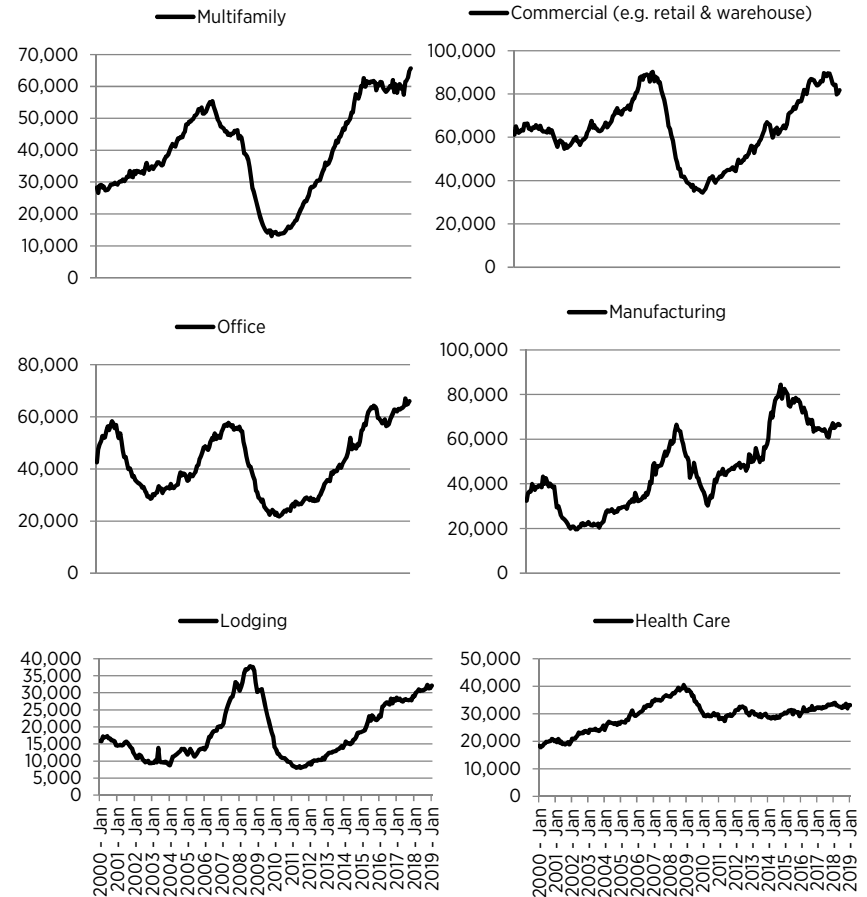 Multifamily
70,000
60,000
50,000
40,000
30,000
20,000
10,000
0
Commercial (e.g. retail & warehouse)
100,000
80,000
60,000
40,000
20,000
0
Office
80,000
60,000
40,000
20,000
0
Manufacturing
100,000
80,000
60,000
40,000
20,000
0
Lodging
40,000
35,000
30,000
25,000
20,000
15,000
10,000
5,000
0
2000 - Jan
2001 - Jan
2002 - Jan
2003 - Jan
2004 - Jan
2005 - Jan
2006 - Jan
2007 - Jan
2008 - Jan
2009 - Jan
2010 - Jan
2011 - Jan
2012 - Jan
2013 - Jan
2014 - Jan
2015 - Jan
2016 - Jan
2017 - Jan
2018 - Jan
2019 - Jan
Health Care
50,000
40,000
30,000
20,000
10,000
0
2000 - Jan
2001 - Jan
2002 - Jan
2003 - Jan
2004 - Jan
2005 - Jan
2006 - Jan
2007 - Jan
2008 - Jan
2009 - Jan
2010 - Jan
2011 - Jan
2012 - Jan
2013 - Jan
2014 - Jan
2015 - Jan
2016 - Jan
2017 - Jan
2018 - Jan
2019 - Jan